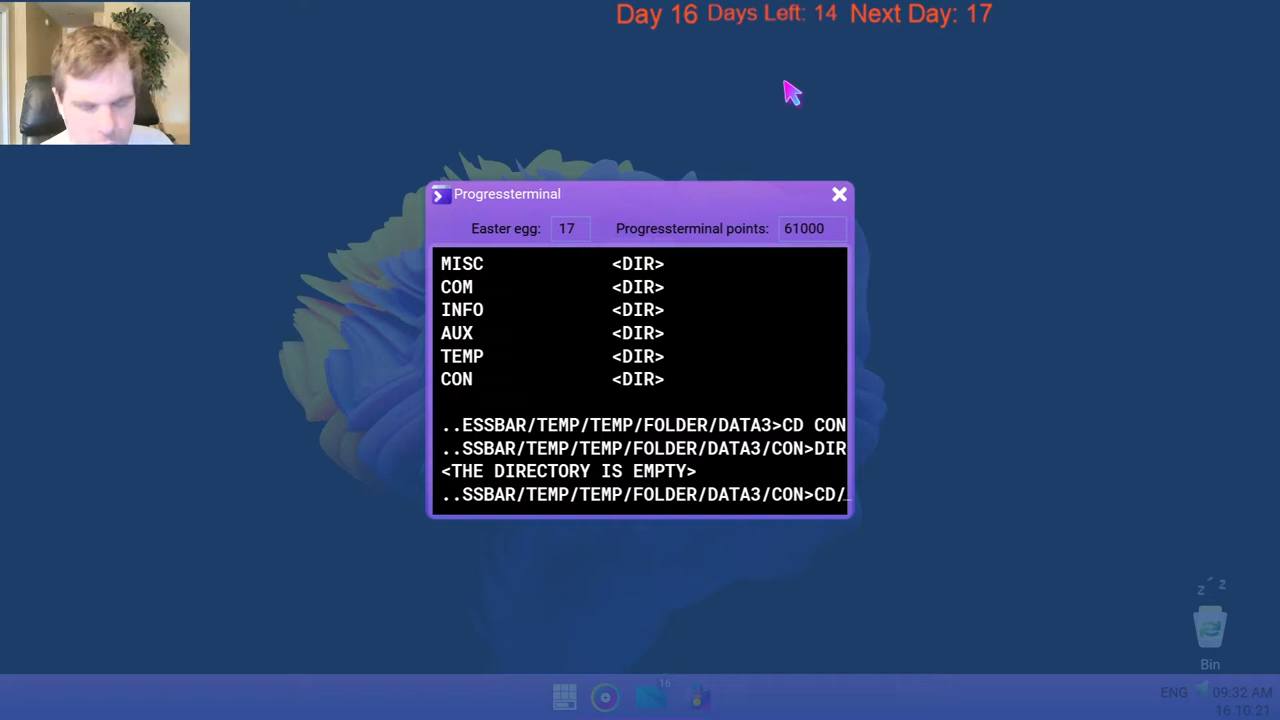 Day 16 Days Left: 14 Next Day: 17
Progressterminal
Easter egg: 17 Progressterminal points: 61000
MISC <DIR>
COM <DIR>
INFO <DIR>
AUX <DIR>
TEMP <DIR>
CON <DIR>
..ESSBAR/TEMP/TEMP/FOLDER/DATA3>CD CON
..SSBAR/TEMP/TEMP/FOLDER/DATA3/CON>DIR
<THE DIRECTORY IS EMPTY>
..SSBAR/TEMP/TEMP/FOLDER/DATA3/CON>CD/_
z z
Bin
16
ENG 09:32 AM
16.10.21